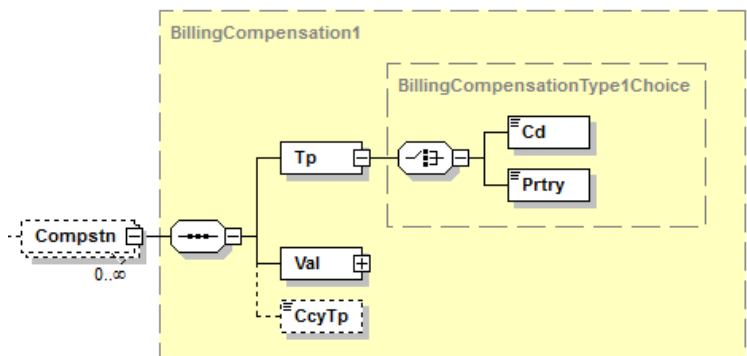 BillingCompensation1
BillingCompensationType1Choice
Cd
Tp
Prtry
Compstn
0..∞
Val
CcyTp